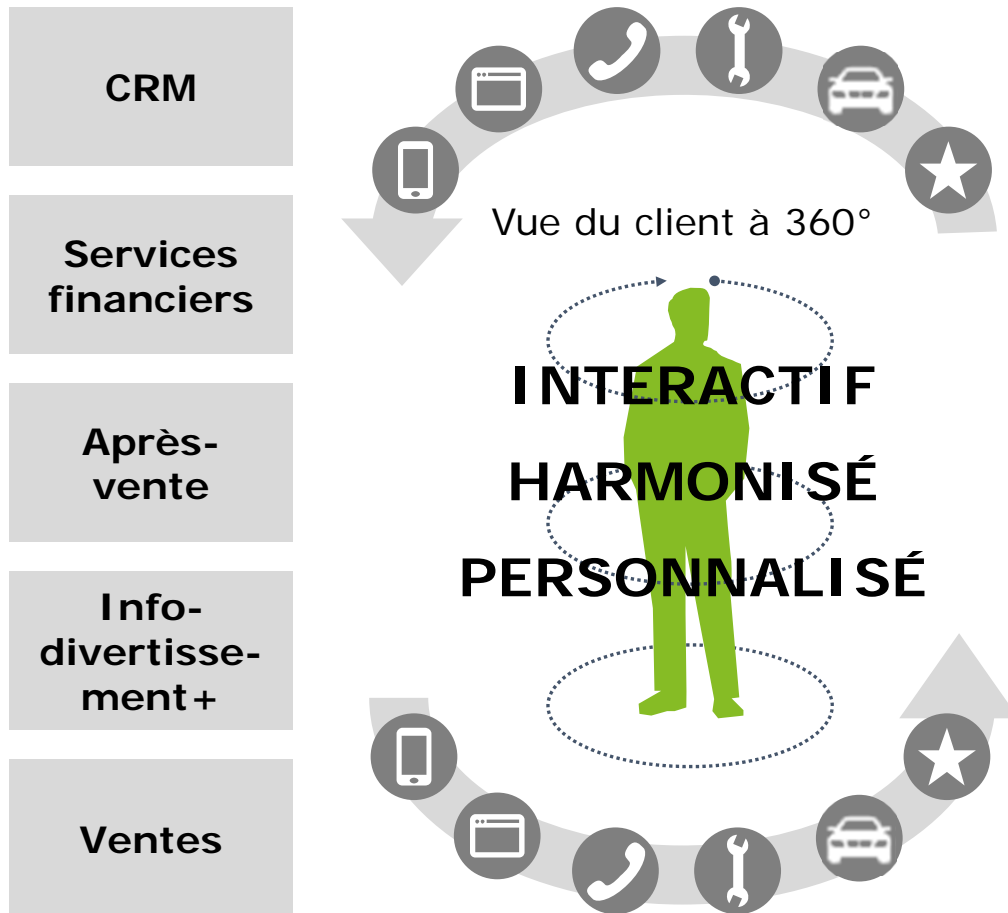 CRM
Services
financiers
Après-
vente
Info-
divertisse-
ment+
Ventes
Vue du client à 360°
INTERACTIF
HARMONISÉ
PERSONNALISÉ